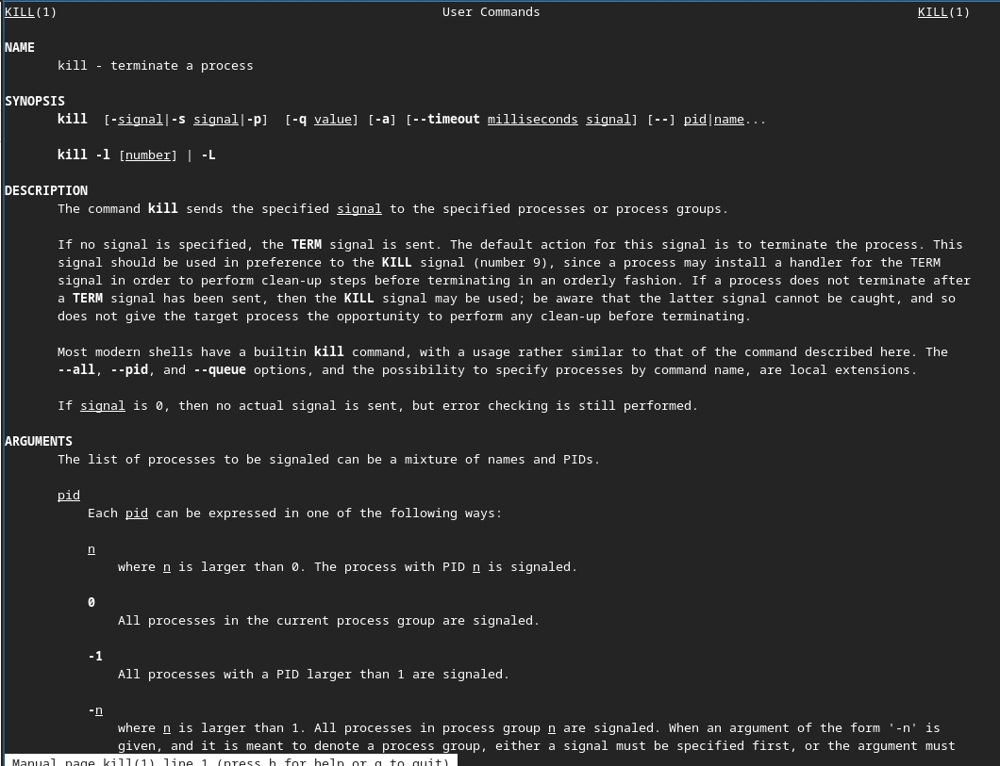 KILL(1) User Commands KILL(1)
NAME
kill - terminate a process
SYNOPSIS
kill [-signal|-s signal|-p] [-q value] [-a] [--timeout milliseconds signal] [--] pid|name...
kill -l [number] | -L
DESCRIPTION
The command kill sends the specified signal to the specified processes or process groups.
If no signal is specified, the TERM signal is sent. The default action for this signal is to terminate the process. This
signal should be used in preference to the KILL signal (number 9), since a process may install a handler for the TERM
signal in order to perform clean-up steps before terminating in an orderly fashion. If a process does not terminate after
a TERM signal has been sent, then the KILL signal may be used; be aware that the latter signal cannot be caught, and so
does not give the target process the opportunity to perform any clean-up before terminating.
Most modern shells have a builtin kill command, with a usage rather similar to that of the command described here. The
--all, --pid, and --queue options, and the possibility to specify processes by command name, are local extensions.
If signal is 0, then no actual signal is sent, but error checking is still performed.
ARGUMENTS
The list of processes to be signaled can be a mixture of names and PIDs.
pid
Each pid can be expressed in one of the following ways:
n
where n is larger than 0. The process with PID n is signaled.
0
All processes in the current process group are signaled.
-1
All processes with a PID larger than 1 are signaled.
-n
where n is larger than 1. All processes in process group n are signaled. When an argument of the form '-n' is
given, and it is meant to denote a process group, either a signal must be specified first, or the argument must
Manual page kill(1) line 1 (press h for help or q to quit)